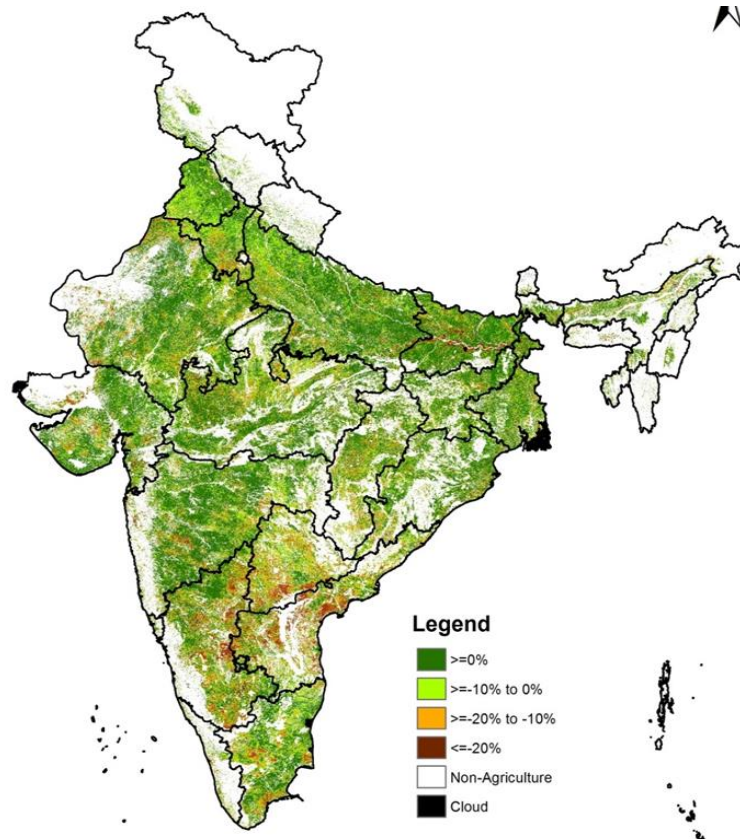 Legend
>=0%
>=-10% to 0%
>=-20% to -10%
<=-20%
Non-Agriculture
Cloud